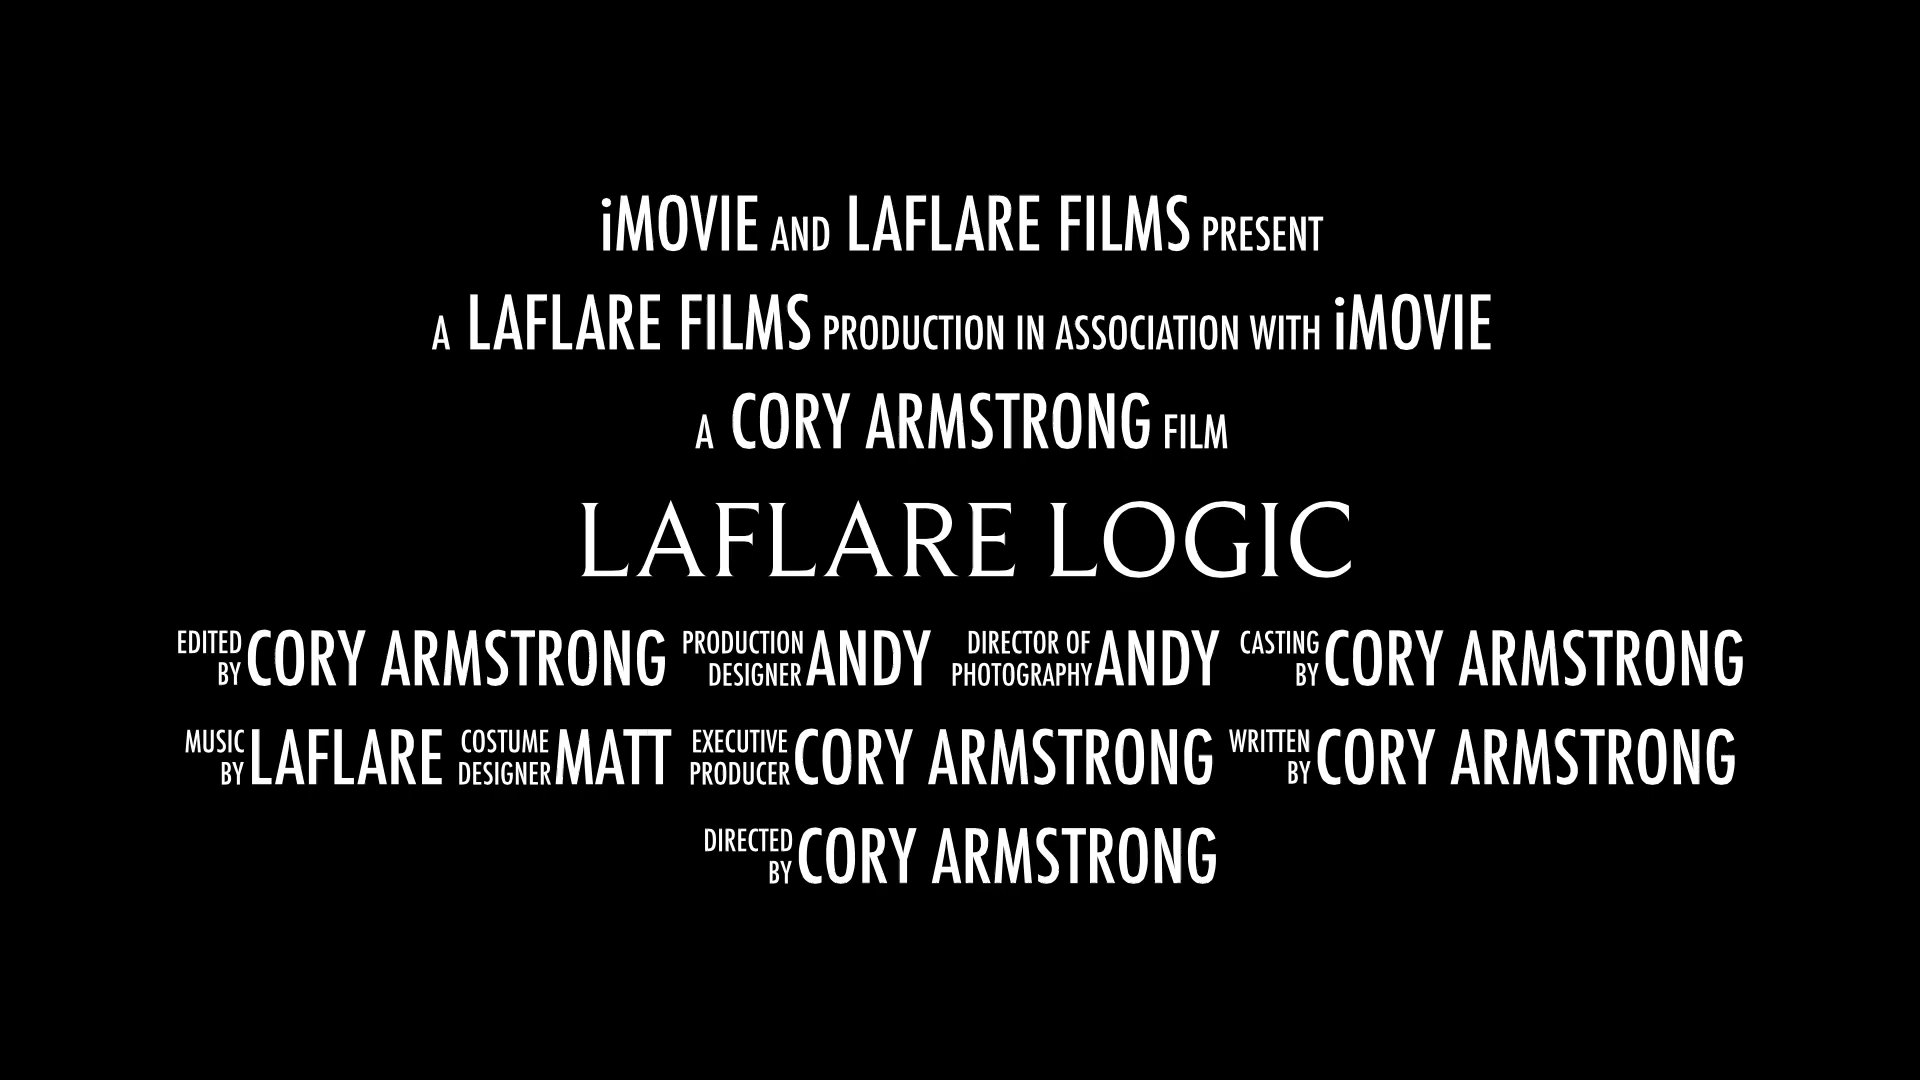 iMOVIE AND LAFLARE FILMS PRESENT
A LAFLARE FILMS PRODUCTION IN ASSOCIATION WITH iMOVIE
A CORY ARMSTRONG FILM
LAFLARE LOGIC
EDITED BY CORY ARMSTRONG PRODUCTION DESIGNER ANDY DIRECTOR OF PHOTOGRAPHY ANDY CASTING BY CORY ARMSTRONG
MUSIC BY LAFLARE COSTUME DESIGNER MATT EXECUTIVE PRODUCER CORY ARMSTRONG WRITTEN BY CORY ARMSTRONG
DIRECTED BY CORY ARMSTRONG